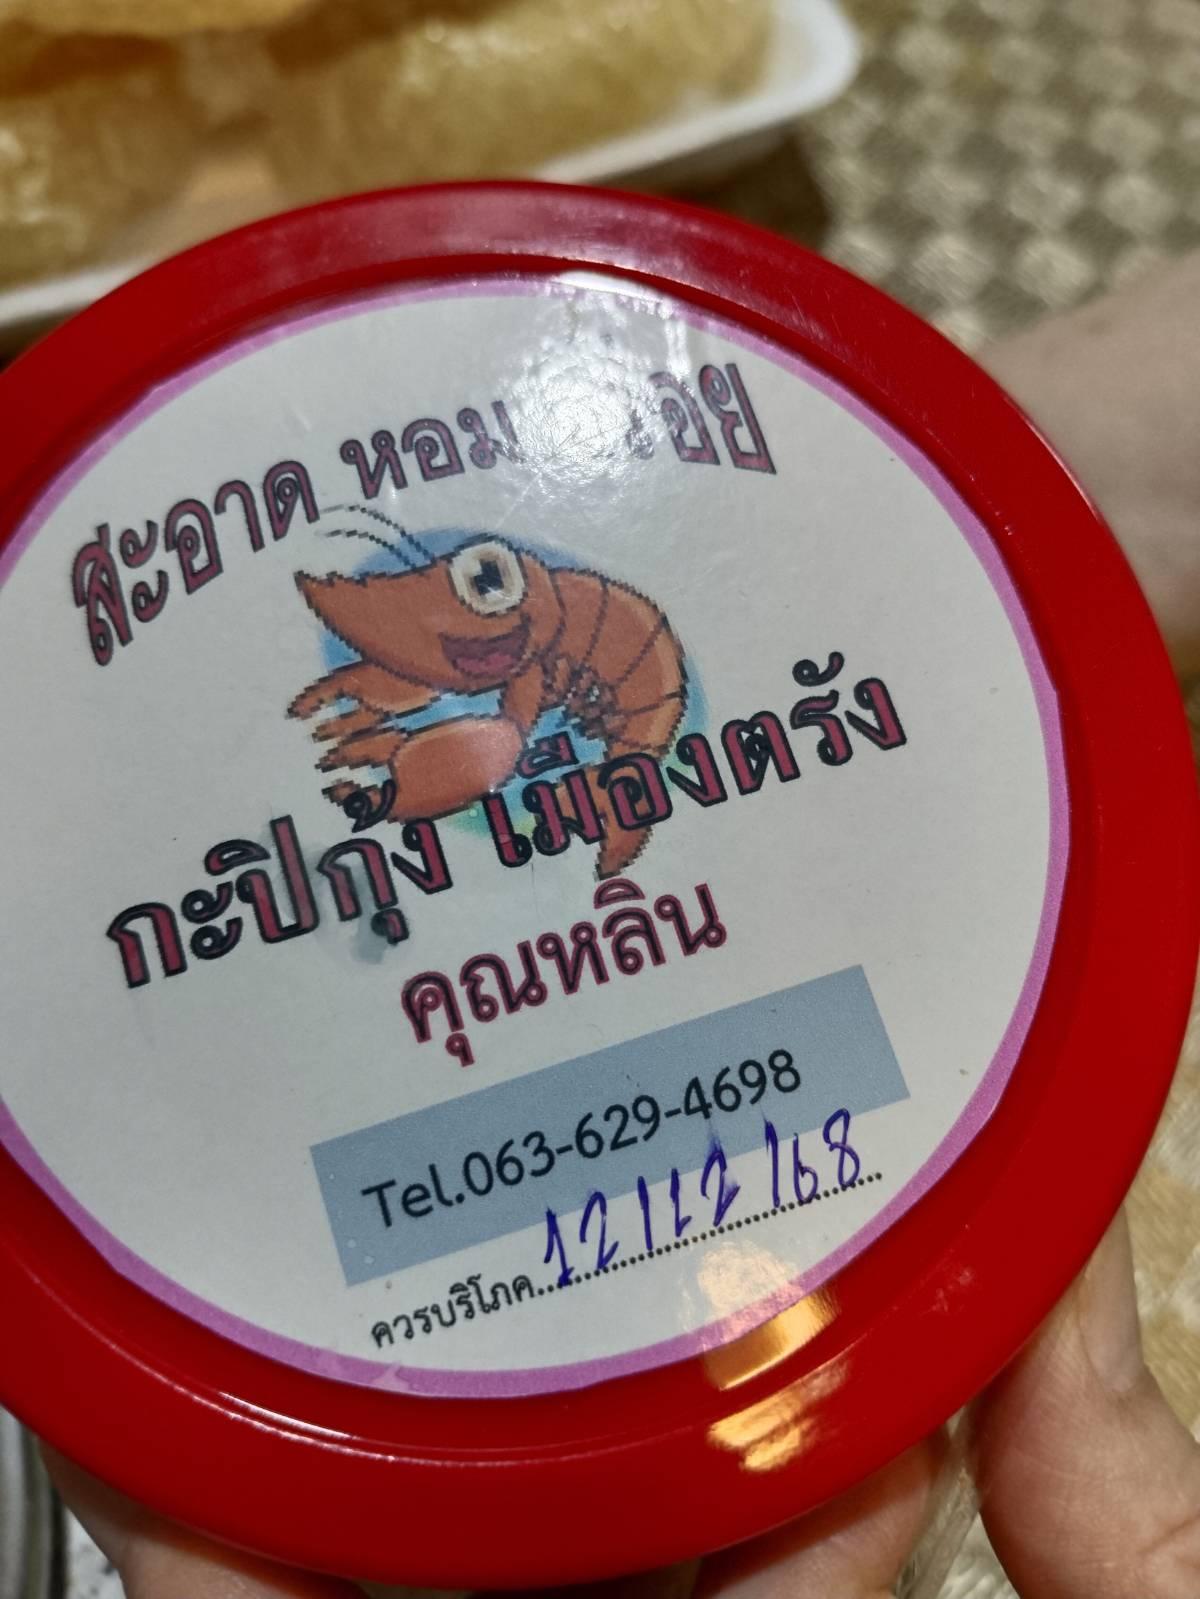 สะอาด หอม
กะปิกุ้ง เมืองตรัง
คุณหลิน
Tel.063-629-4698
ควรบริโภค...12/12/68